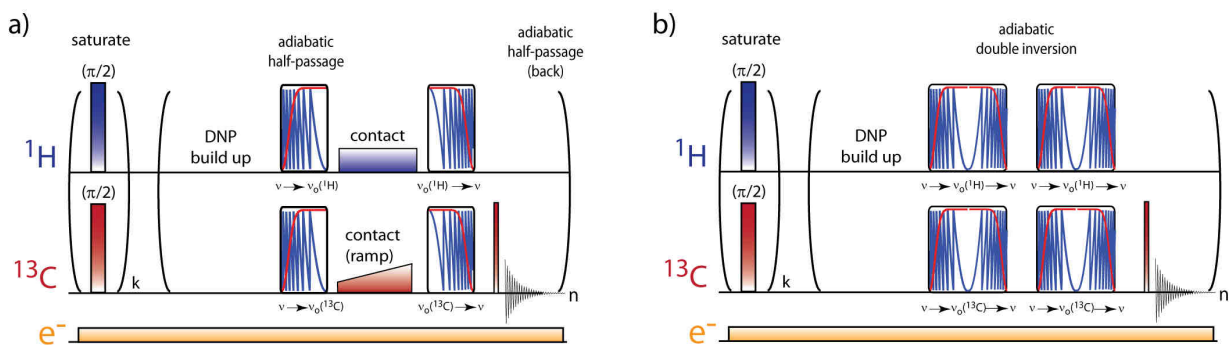 a)
saturate
(π/2)
adiabatic
half-passage
adiabatic
half-passage
(back)
¹H
DNP
build up
contact
ν → ν₀(¹H)
ν₀(¹H) → ν
(π/2)
¹³C
k
contact
(ramp)
ν → ν₀(¹³C)
ν₀(¹³C) → ν
n
e⁻
b)
saturate
(π/2)
adiabatic
double inversion
¹H
DNP
build up
ν → ν₀(¹H) → ν
ν → ν₀(¹H) → ν
(π/2)
¹³C
k
ν → ν₀(¹³C) → ν
ν → ν₀(¹³C) → ν
n
e⁻